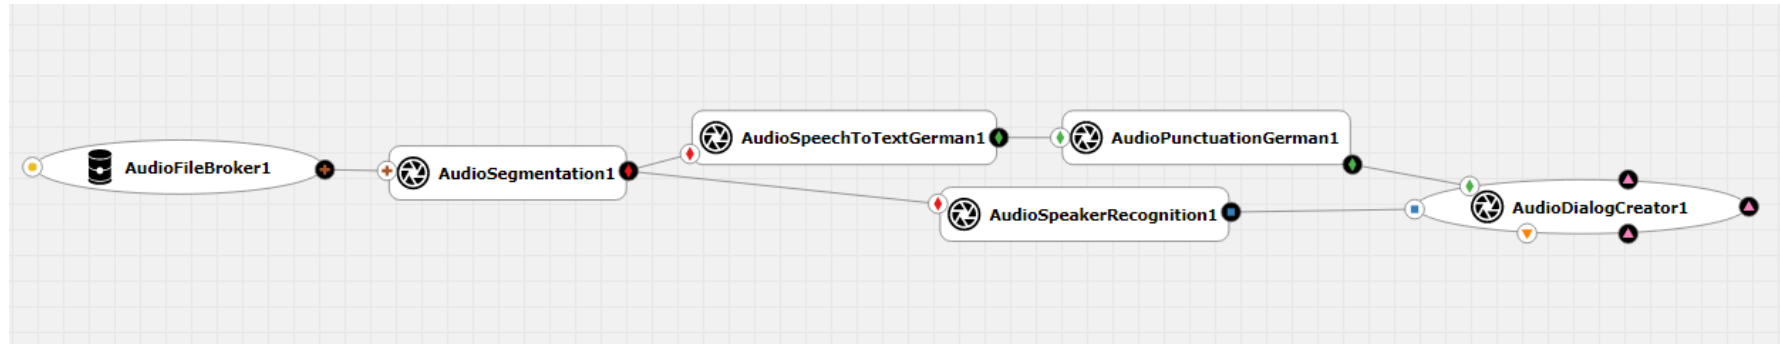 AudioFileBroker1
AudioSegmentation1
AudioSpeechToTextGerman1
AudioPunctuationGerman1
AudioSpeakerRecognition1
AudioDialogCreator1